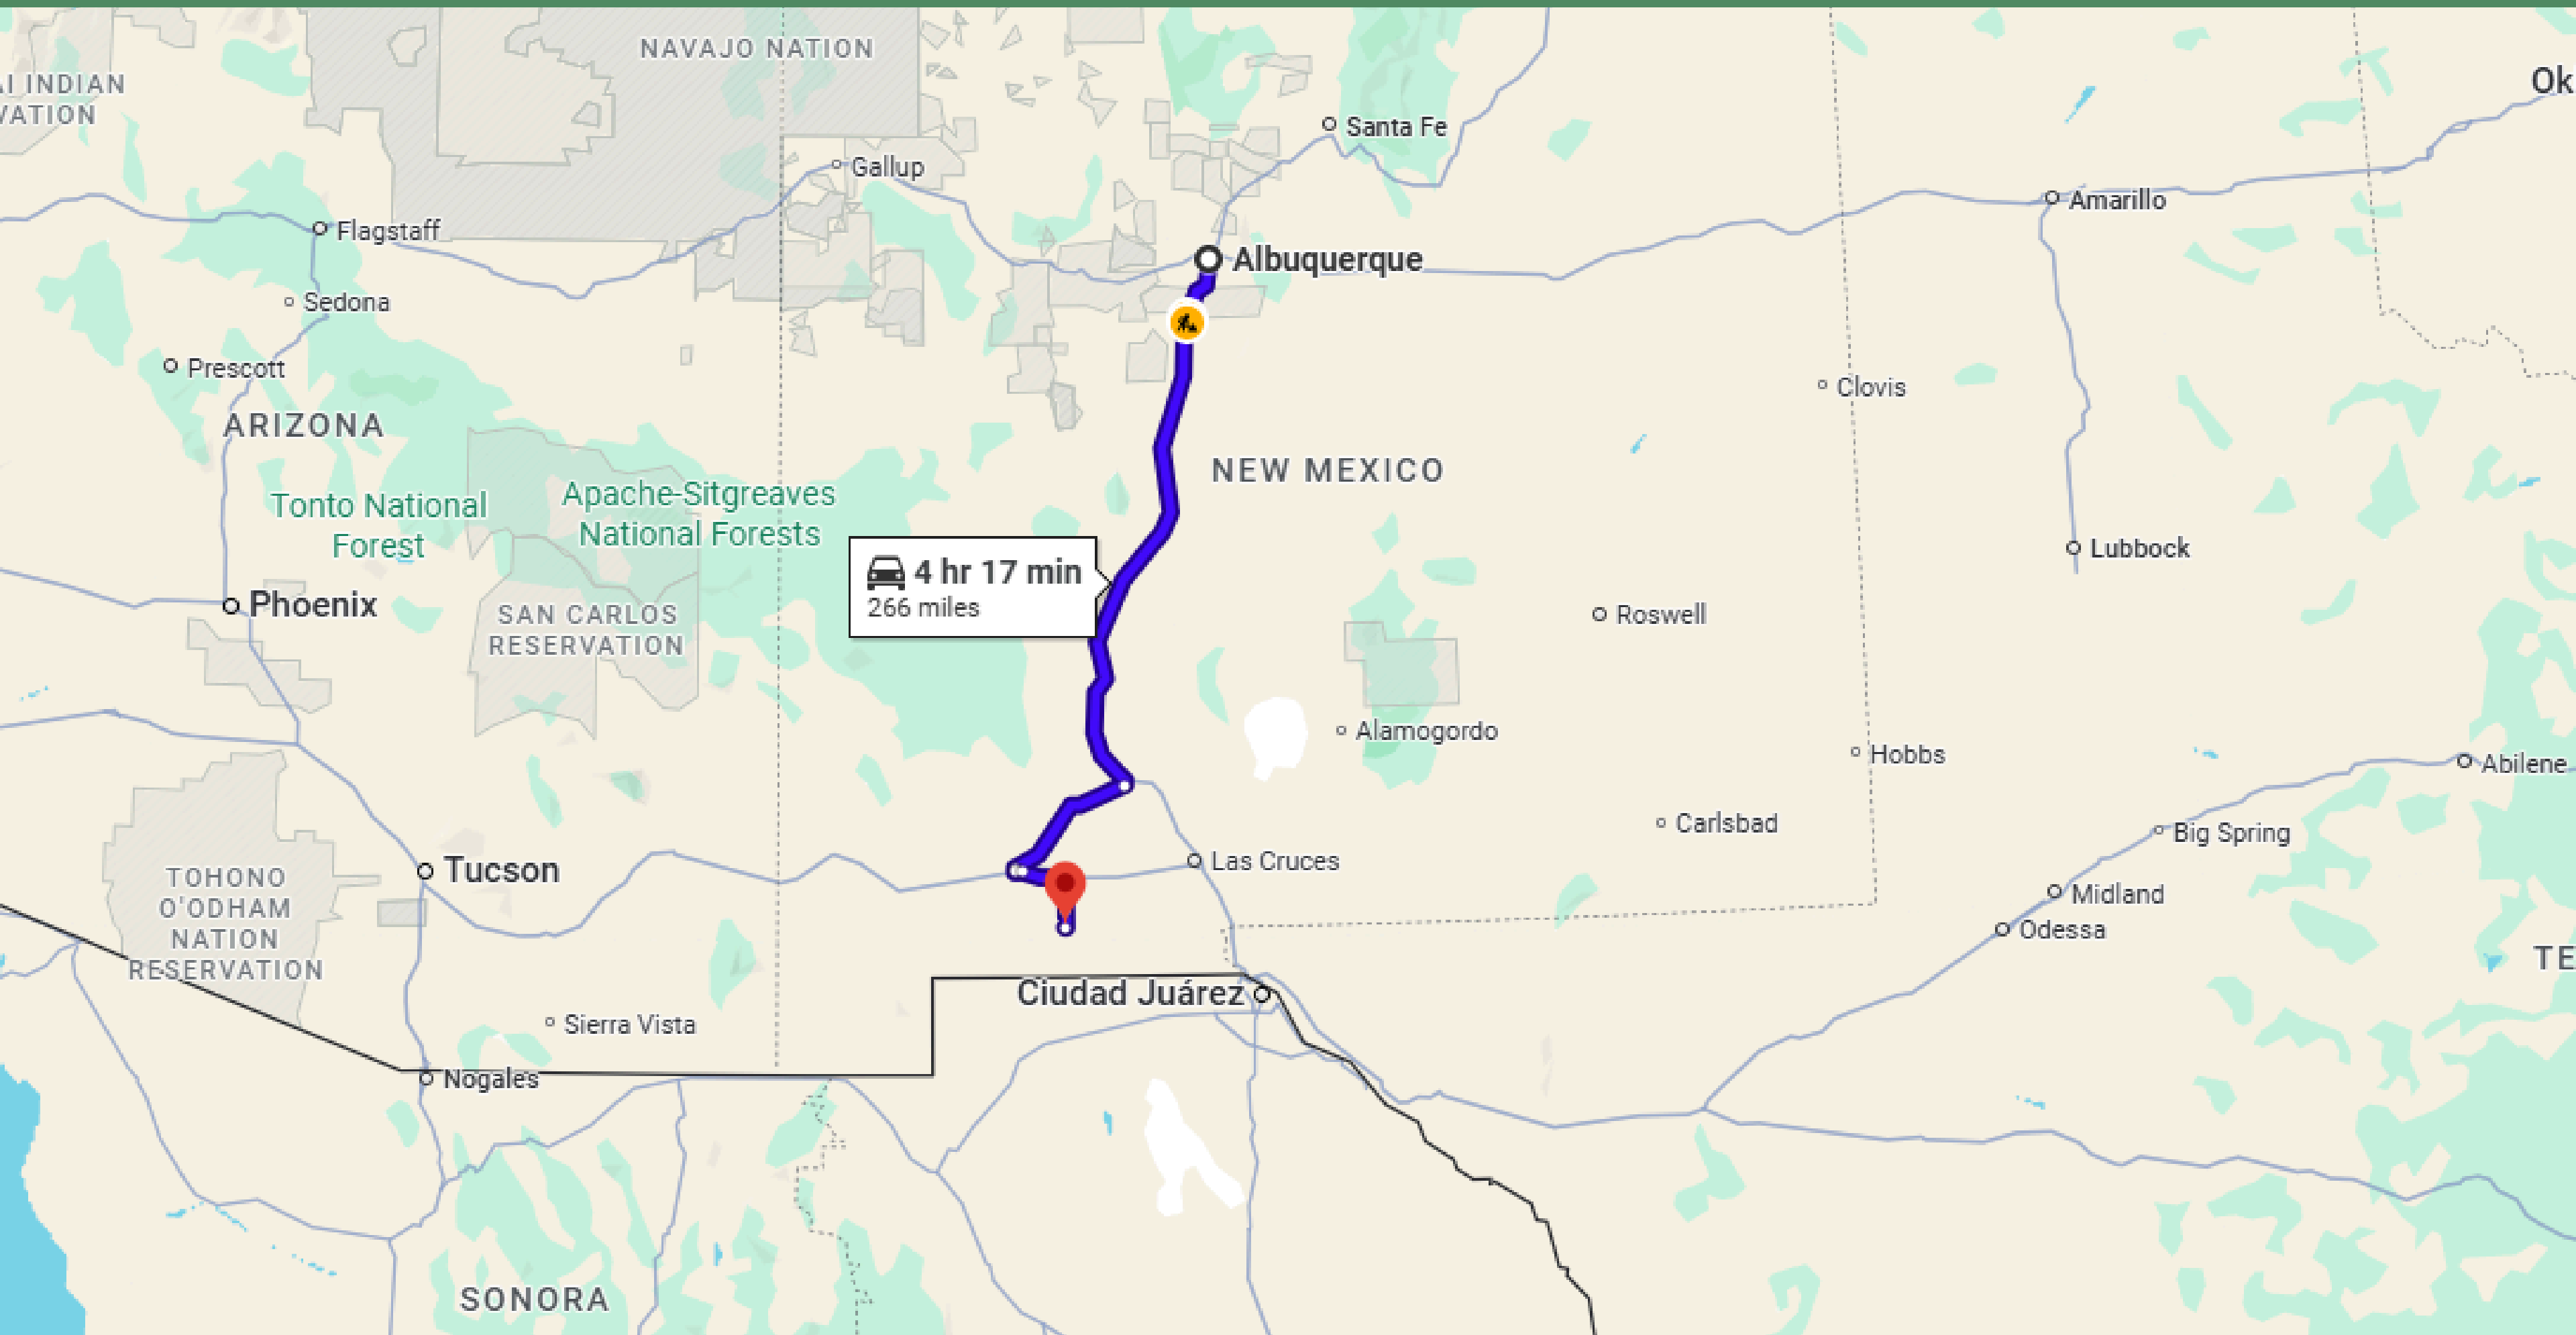 NAVAJO NATION
AI INDIAN
VATION
Ok
Santa Fe
Gallup
Amarillo
Flagstaff
Albuquerque
Sedona
Prescott
Clovis
ARIZONA
NEW MEXICO
Tonto National
Forest
Apache-Sitgreaves
National Forests
Lubbock
4 hr 17 min
266 miles
Phoenix
SAN CARLOS
RESERVATION
Roswell
Alamogordo
Hobbs
Abilene
Carlsbad
Big Spring
Las Cruces
Tucson
TOHONO
O'ODHAM
NATION
RESERVATION
Midland
Odessa
TE
Ciudad Juárez
Sierra Vista
Nogales
SONORA